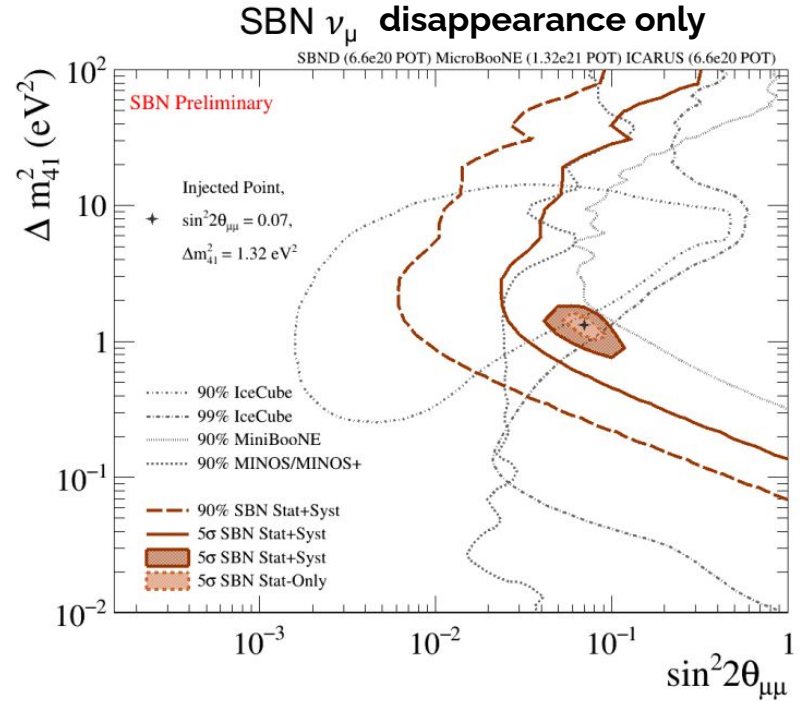 SBN νμ disappearance only
SBND (6.6e20 POT) MicroBooNE (1.32e21 POT) ICARUS (6.6e20 POT)
SBN Preliminary
Injected Point,
sin²2θμμ = 0.07,
Δm²41 = 1.32 eV²
90% IceCube
99% IceCube
90% MiniBooNE
90% MINOS/MINOS+
90% SBN Stat+Syst
5σ SBN Stat+Syst
5σ SBN Stat+Syst
5σ SBN Stat-Only
Δ m²41 (eV²)
10²
10
1
10⁻¹
10⁻²
10⁻³
10⁻²
10⁻¹
1
sin²2θμμ